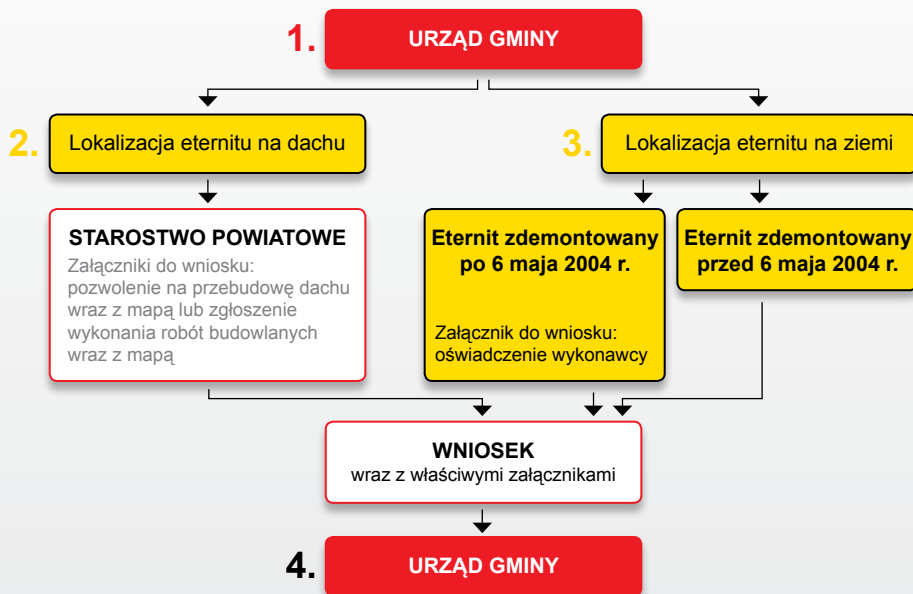 1. URZĄD GMINY
2. Lokalizacja eternitu na dachu
3. Lokalizacja eternitu na ziemi
STAROSTWO POWIATOWE
Załączniki do wniosku:
pozwolenie na przebudowę dachu
wraz z mapą lub zgłoszenie
wykonania robót budowlanych
wraz z mapą
Eternit zdemontowany
po 6 maja 2004 r.
Załącznik do wniosku:
oświadczenie wykonawcy
Eternit zdemontowany
przed 6 maja 2004 r.
WNIOSEK
wraz z właściwymi załącznikami
4. URZĄD GMINY